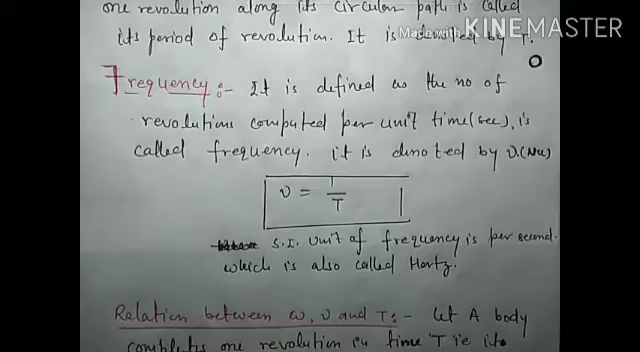 one revolution along its circular path is called
its period of revolution. It is denoted by T.
Made with KINEMASTER
Frequency:- It is defined as the no of
revolutions computed per unit time (sec), is
called frequency. it is denoted by ν. (Nu)
ν = 1/T
S.I. Unit of frequency is per second.
which is also called Hertz.
Relation between ω, ν and T:- Let A body
completes one revolution in time 'T' i.e its